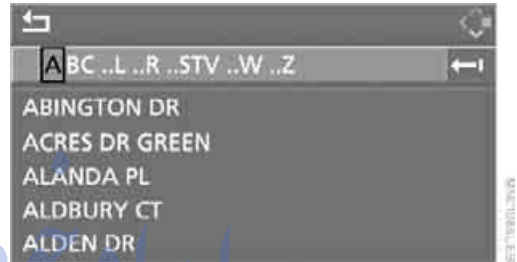 ABC ..L ..R ..STV ..W ..Z
ABINGTON DR
ACRES DR GREEN
ALANDA PL
ALDBURY CT
ALDEN DR